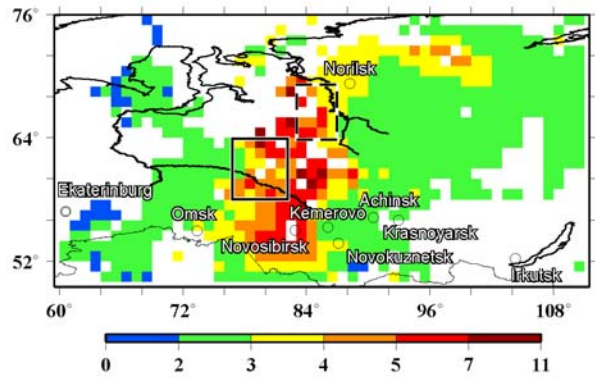 76°
Norilsk
64°
Ekaterinburg
Achinsk
Omsk
Kemerovo
Krasnoyarsk
Novosibirsk
Novokuznetsk
Irkutsk
52°
60° 72° 84° 96° 108°
0 2 3 4 5 7 11